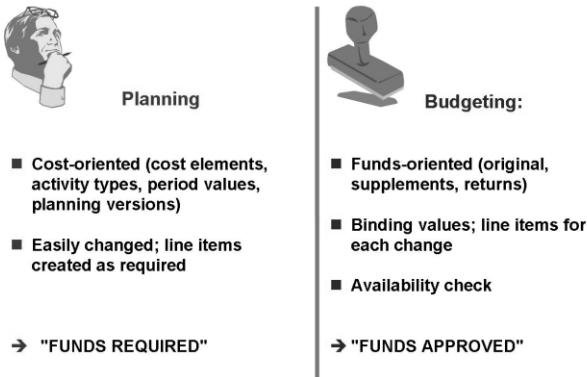 Planning
■ Cost-oriented (cost elements,
activity types, period values,
planning versions)
■ Easily changed; line items
created as required
➔ "FUNDS REQUIRED"
Budgeting:
■ Funds-oriented (original,
supplements, returns)
■ Binding values; line items for
each change
■ Availability check
➔ "FUNDS APPROVED"